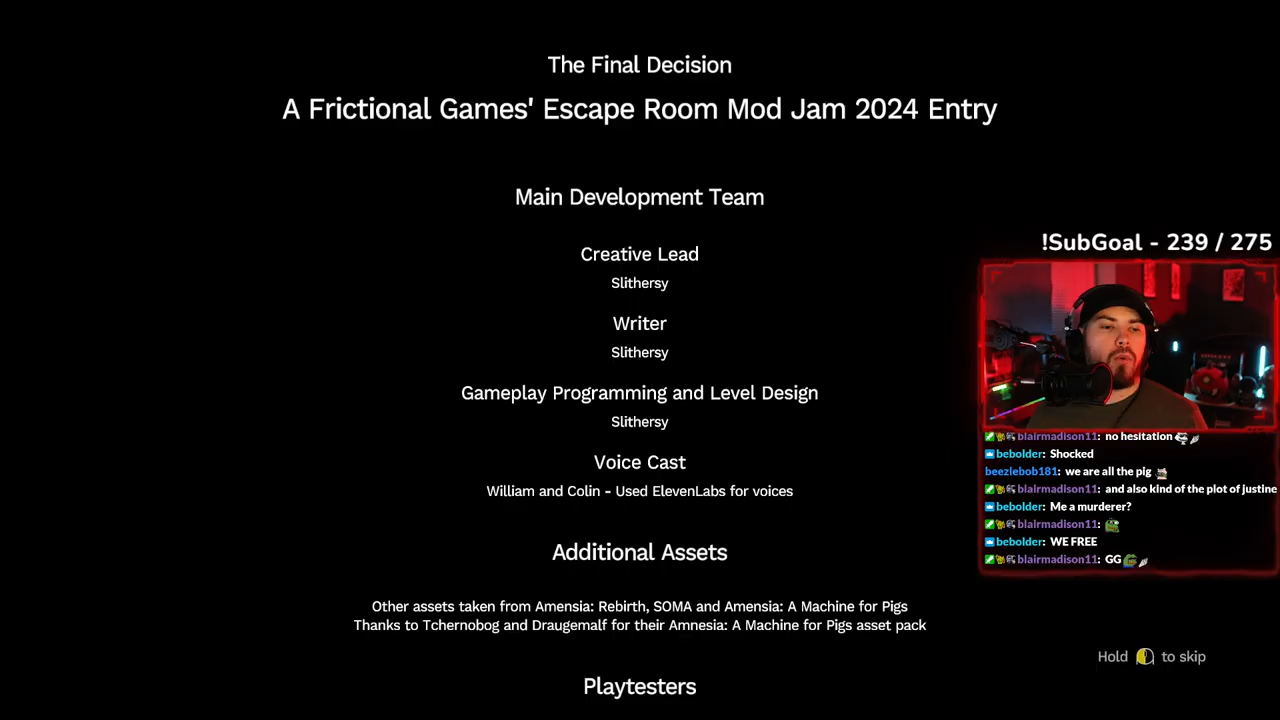 The Final Decision
A Frictional Games' Escape Room Mod Jam 2024 Entry
Main Development Team
Creative Lead
Slithersy
Writer
Slithersy
Gameplay Programming and Level Design
Slithersy
Voice Cast
William and Colin - Used ElevenLabs for voices
Additional Assets
Other assets taken from Amensia: Rebirth, SOMA and Amensia: A Machine for Pigs
Thanks to Tchernobog and Draugemalf for their Amnesia: A Machine for Pigs asset pack
Playtesters
!SubGoal - 239 / 275
blairmadison11: no hesitation
bebolder: Shocked
beezlebob181: we are all the pig
blairmadison11: and also kind of the plot of justine
bebolder: Me a murderer?
blairmadison11:
bebolder: WE FREE
blairmadison11: GG
Hold to skip